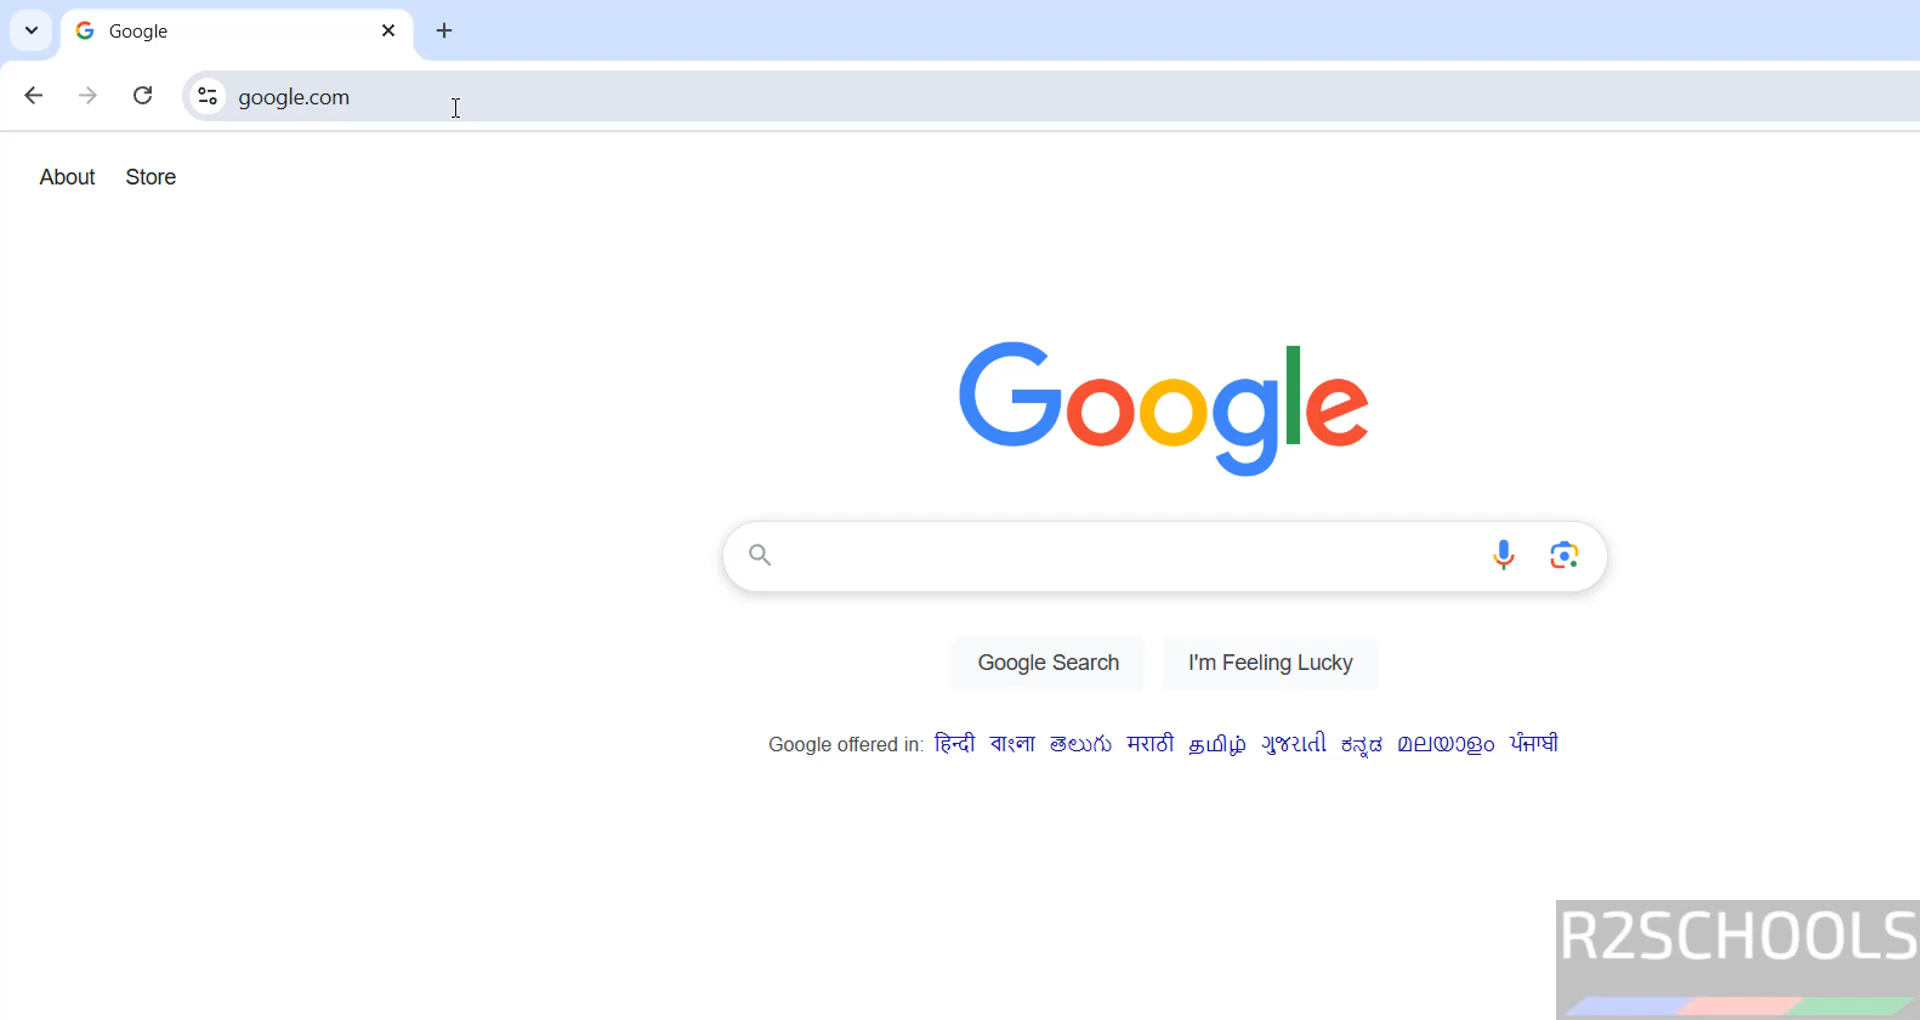 Google
google.com
About Store
Google
Google Search I'm Feeling Lucky
Google offered in: हिन्दी বাংলা తెలుగు मराठी தமிழ் ગુજરાતી ಕನ್ನಡ മലയാളം ਪੰਜਾਬੀ
R2SCHOOLS